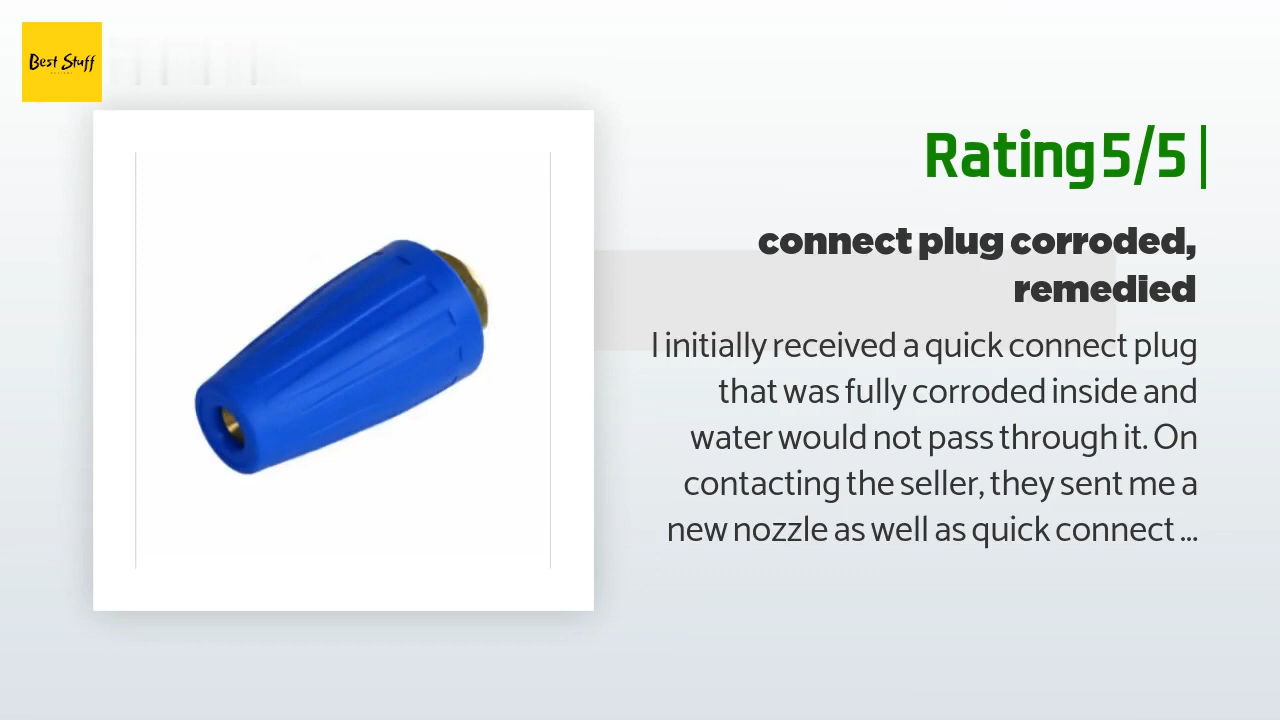 Best Stuff
Rating 5/5
connect plug corroded,
remedied
I initially received a quick connect plug
that was fully corroded inside and
water would not pass through it. On
contacting the seller, they sent me a
new nozzle as well as quick connect ...